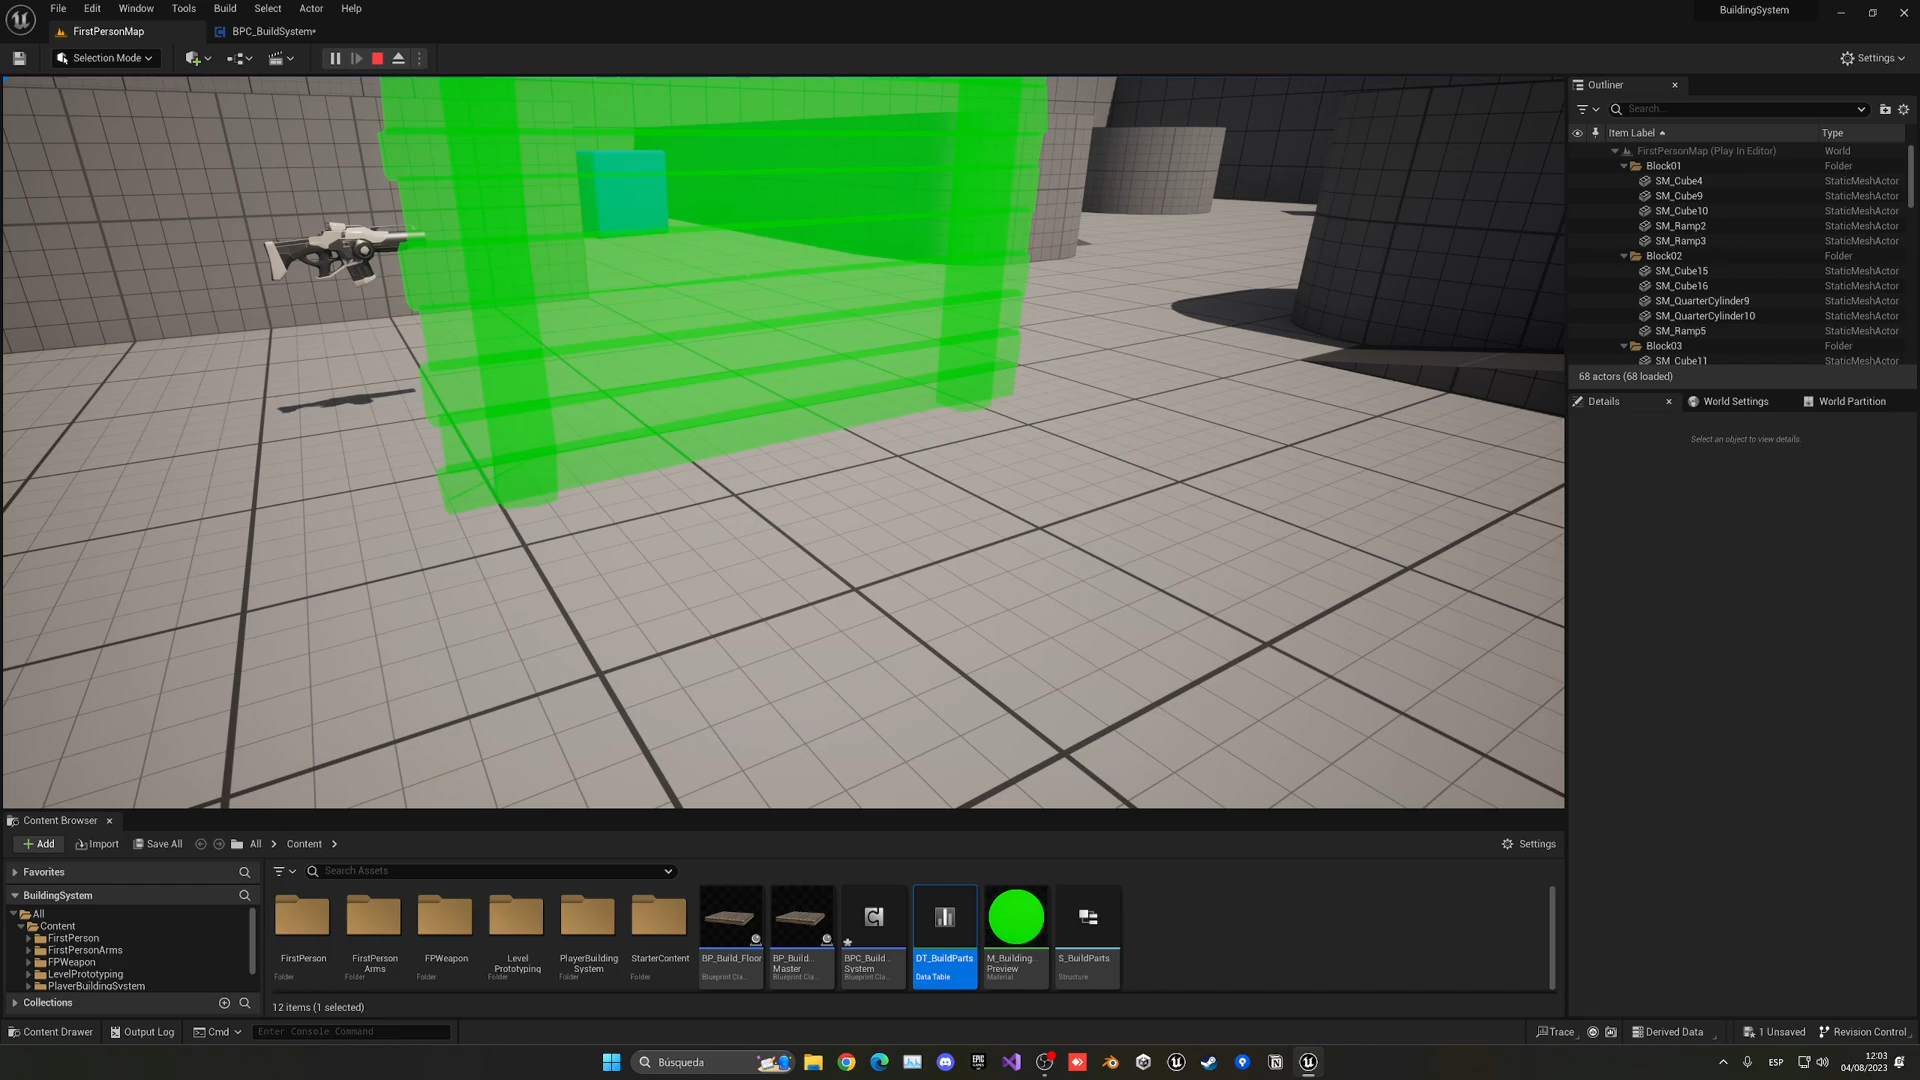 File Edit Window Tools Build Select Actor Help
BuildingSystem
FirstPersonMap
BPC_BuildSystem*
Selection Mode
Settings
Outliner
Search...
Item Label
Type
FirstPersonMap (Play In Editor) World
Block01 Folder
SM_Cube4 StaticMeshActor
SM_Cube9 StaticMeshActor
SM_Cube10 StaticMeshActor
SM_Ramp2 StaticMeshActor
SM_Ramp3 StaticMeshActor
Block02 Folder
SM_Cube15 StaticMeshActor
SM_Cube16 StaticMeshActor
SM_QuarterCylinder9 StaticMeshActor
SM_QuarterCylinder10 StaticMeshActor
SM_Ramp5 StaticMeshActor
Block03 Folder
SM_Cube11 StaticMeshActor
68 actors (68 loaded)
Details
World Settings
World Partition
Select an object to view details.
Content Browser
Add
Import
Save All
All
Content
Settings
Favorites
Search Assets
BuildingSystem
All
Content
FirstPerson
FirstPersonArms
FPWeapon
LevelPrototyping
PlayerBuildingSystem
Collections
FirstPerson
Folder
FirstPerson
Arms
Folder
FPWeapon
Folder
Level
Prototyping
Folder
PlayerBuilding
System
Folder
StarterContent
Folder
BP_Build_Floor
Blueprint Cla...
BP_Build...
Master
Blueprint Cla...
BPC_Build...
System
Blueprint Cla...
DT_BuildParts
Data Table
M_Building...
Preview
Material
S_BuildParts
Structure
12 items (1 selected)
Content Drawer
Output Log
Cmd
Enter Console Command
Trace
Derived Data
1 Unsaved
Revision Control
Búsqueda
ESP
12:03
04/08/2023